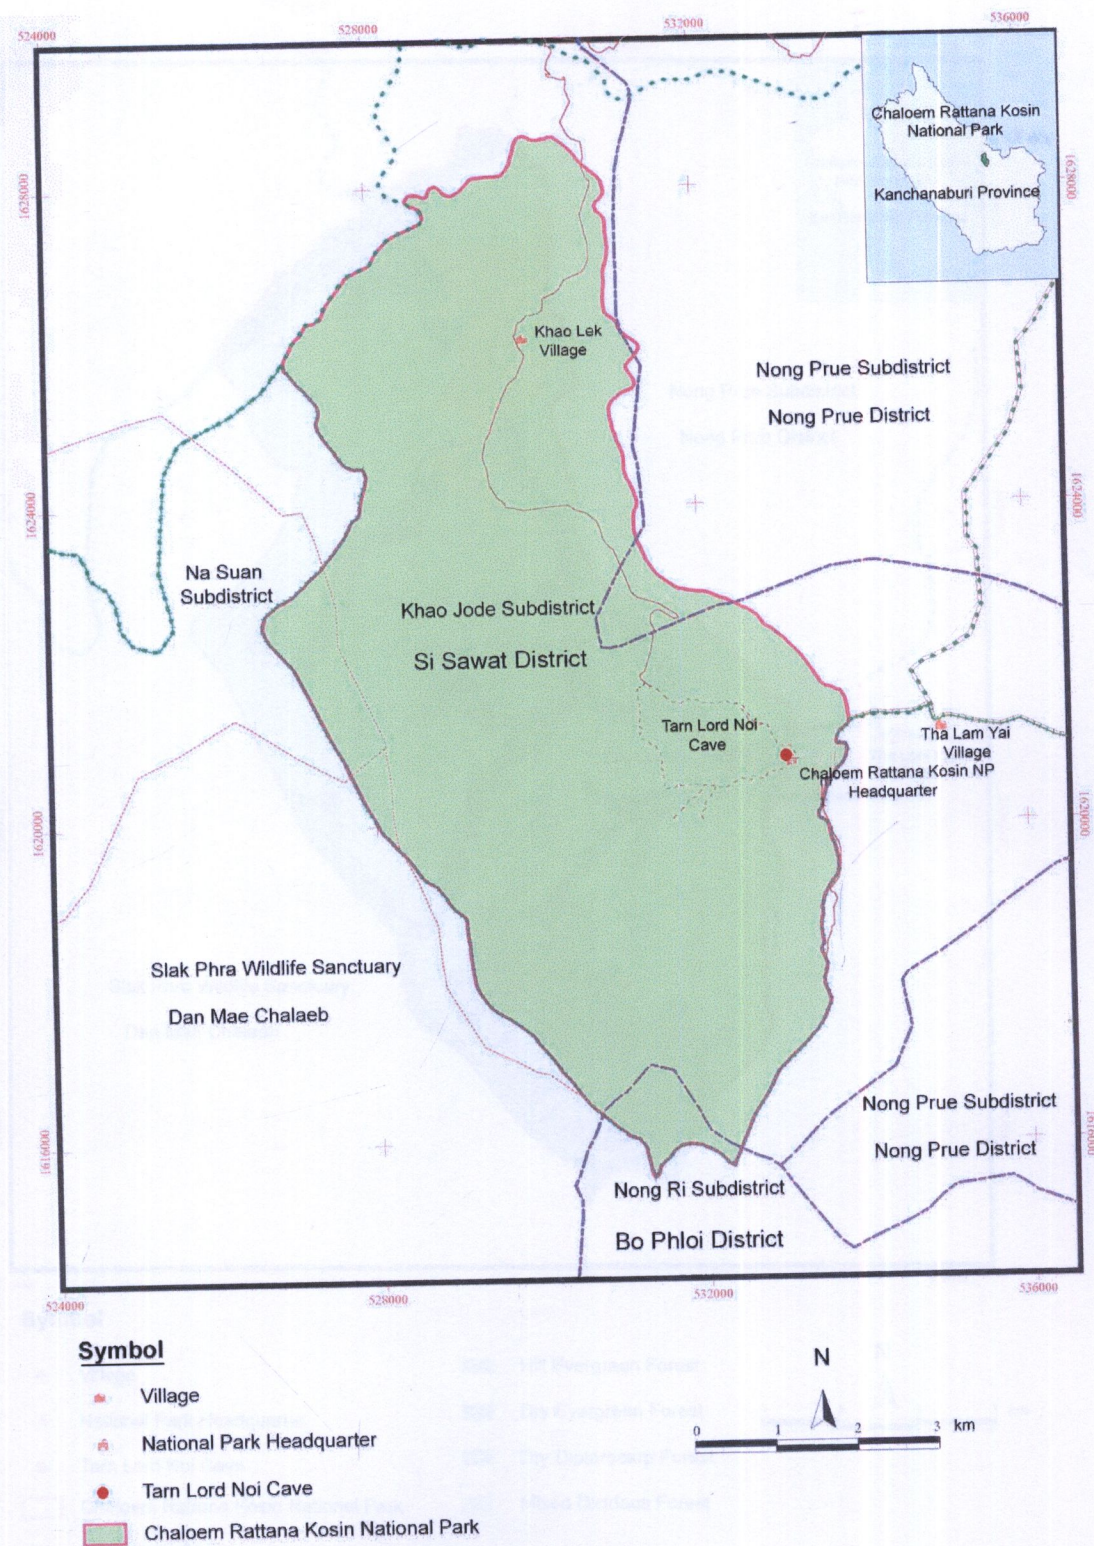 524000
528000
532000
536000
Chaloem Rattana Kosin
National Park
Kanchanaburi Province
1628000
1628000
Khao Lek
Village
Nong Prue Subdistrict
Nong Prue District
1624000
1624000
Na Suan
Subdistrict
Khao Jode Subdistrict
Si Sawat District
Tarn Lord Noi
Cave
Tha Lam Yai
Village
Chaloem Rattana Kosin NP
Headquarter
1620000
1620000
Slak Phra Wildlife Sanctuary
Dan Mae Chalaeb
Nong Prue Subdistrict
Nong Prue District
1616000
1616000
Nong Ri Subdistrict
Bo Phloi District
524000
528000
532000
536000
Symbol
Village
National Park Headquarter
Tarn Lord Noi Cave
Chaloem Rattana Kosin National Park
N
0 1 2 3 km